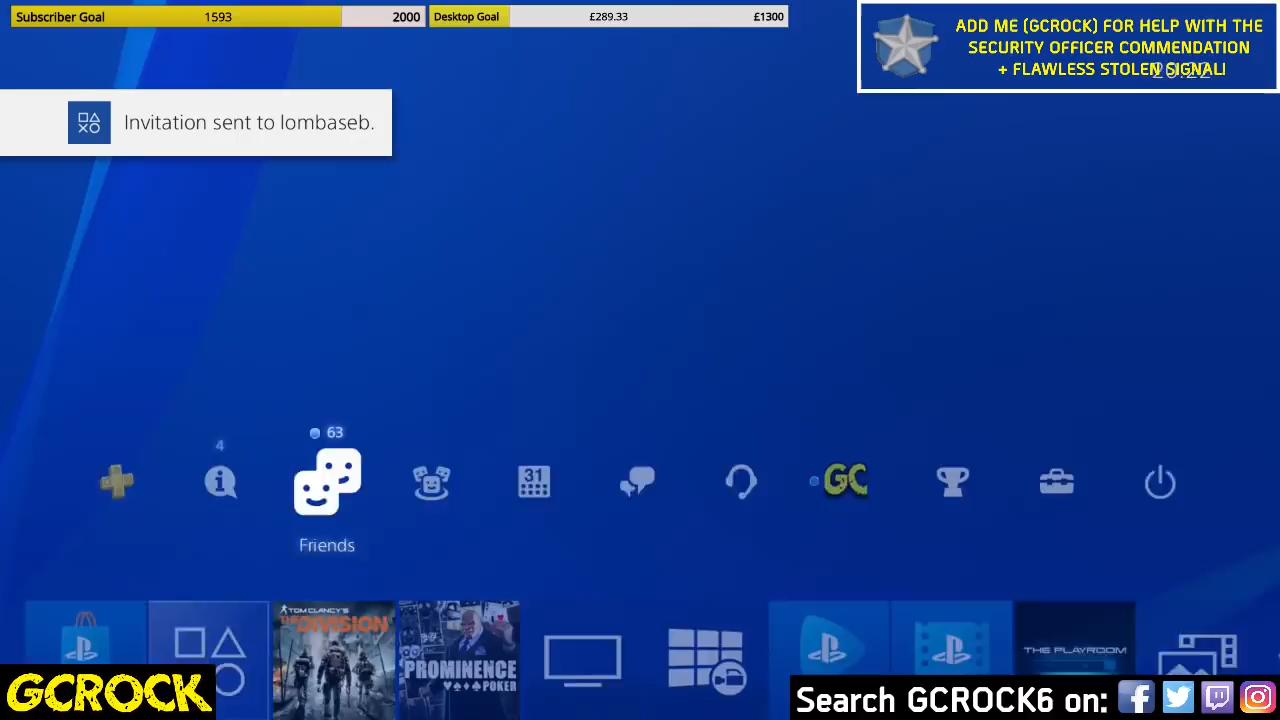 Subscriber Goal 1593 2000
Desktop Goal £289.33 £1300
ADD ME (GCROCK) FOR HELP WITH THE
SECURITY OFFICER COMMENDATION
+ FLAWLESS STOLEN SIGNAL!
20:22
Invitation sent to lombaseb.
4
63
31
GC
Friends
TOM CLANCY'S
THE DIVISION
PROMINENCE
POKER
THE PLAYROOM
GCROCK
Search GCROCK6 on: